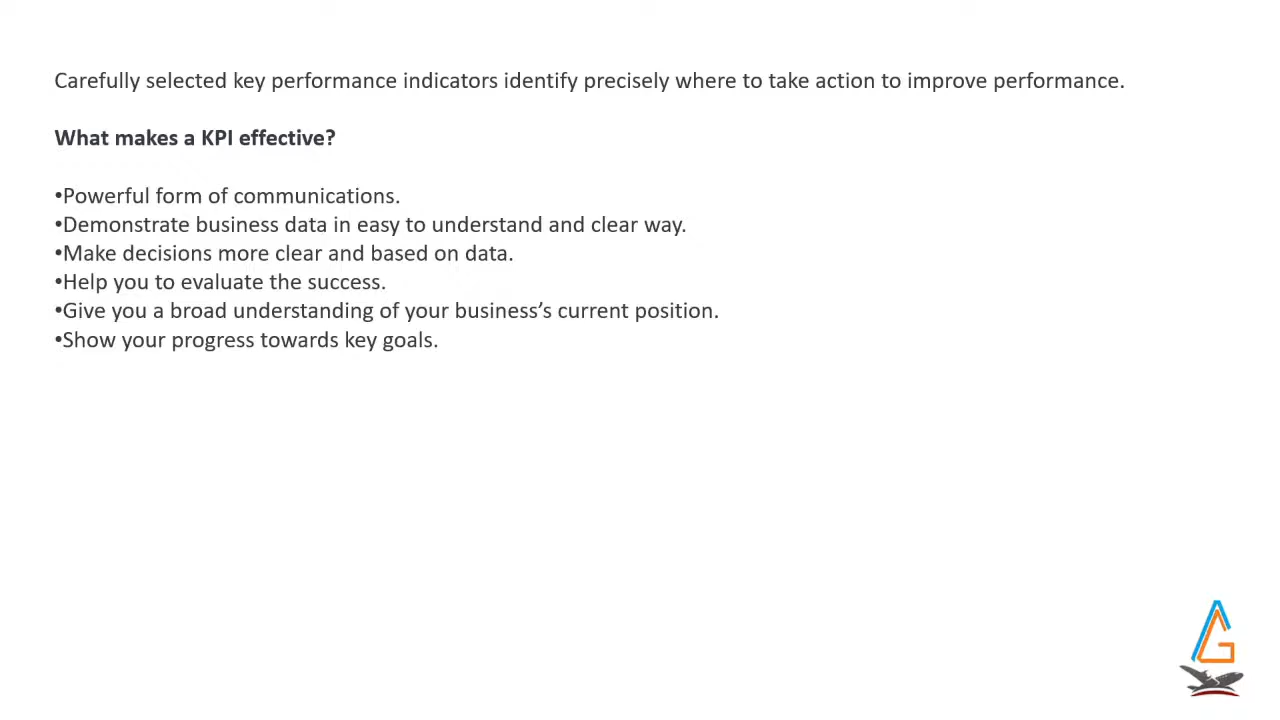 Carefully selected key performance indicators identify precisely where to take action to improve performance.
What makes a KPI effective?
•Powerful form of communications.
•Demonstrate business data in easy to understand and clear way.
•Make decisions more clear and based on data.
•Help you to evaluate the success.
•Give you a broad understanding of your business’s current position.
•Show your progress towards key goals.
AG